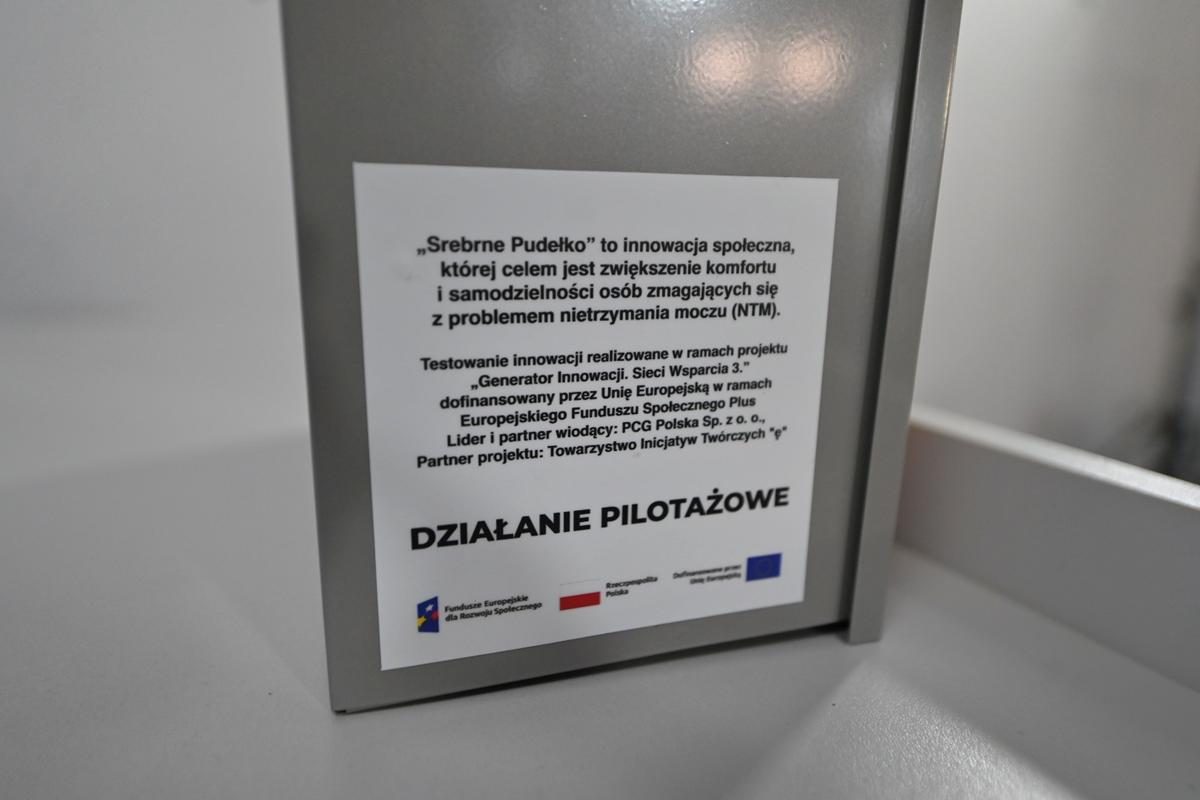 „Srebrne Pudełko” to innowacja społeczna,
której celem jest zwiększenie komfortu
i samodzielności osób zmagających się
z problemem nietrzymania moczu (NTM).
Testowanie innowacji realizowane w ramach projektu
„Generator Innowacji. Sieci Wsparcia 3.”
dofinansowany przez Unię Europejską w ramach
Europejskiego Funduszu Społecznego Plus
Lider i partner wiodący: PCG Polska Sp. z o. o.,
Partner projektu: Towarzystwo Inicjatyw Twórczych "ę"
DZIAŁANIE PILOTAŻOWE
Fundusze Europejskie
dla Rozwoju Społecznego
Rzeczpospolita
Polska
Dofinansowane przez
Unię Europejską